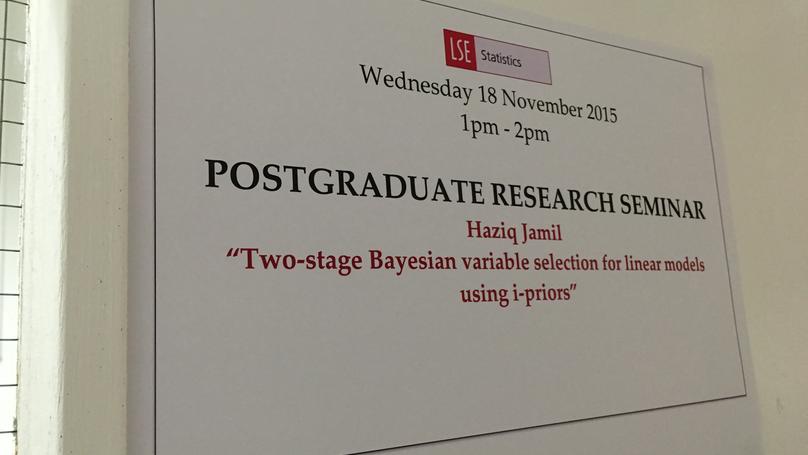 LSE Statistics
Wednesday 18 November 2015
1pm - 2pm
POSTGRADUATE RESEARCH SEMINAR
Haziq Jamil
“Two-stage Bayesian variable selection for linear models
using i-priors”